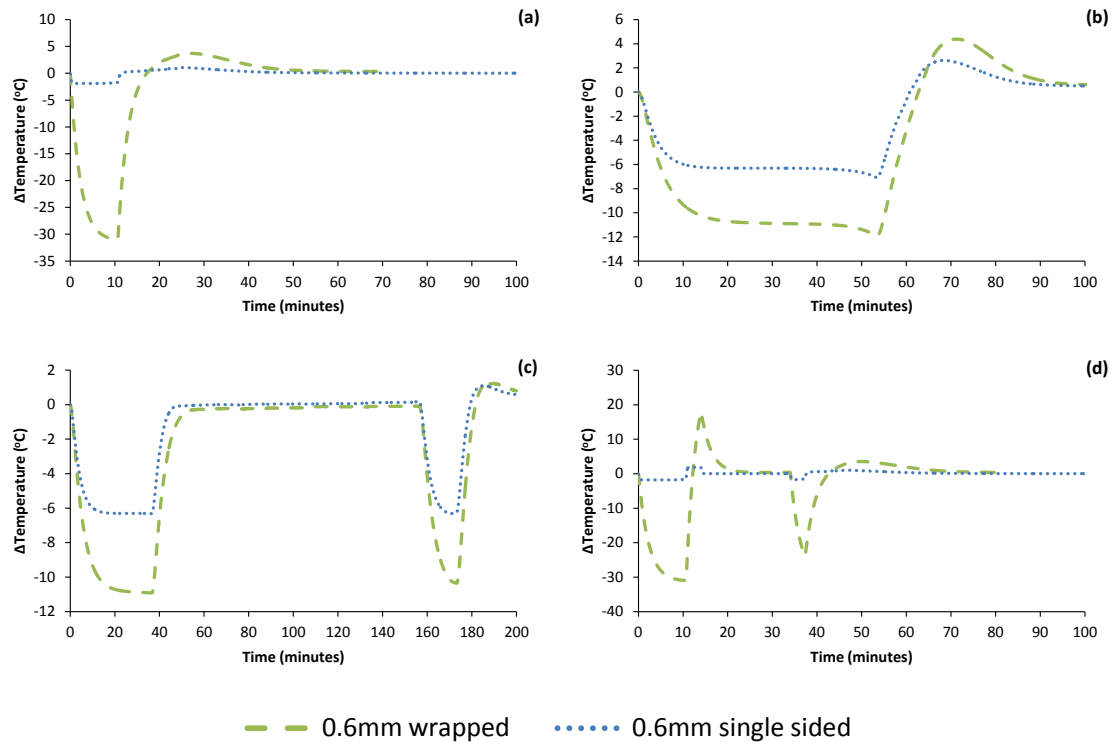 (a)
10
5
0
-5
-10
-15
-20
-25
-30
-35
ΔTemperature (ºC)
0 10 20 30 40 50 60 70 80 90 100
Time (minutes)
(b)
6
4
2
0
-2
-4
-6
-8
-10
-12
-14
ΔTemperature (ºC)
0 10 20 30 40 50 60 70 80 90 100
Time (minutes)
(c)
2
0
-2
-4
-6
-8
-10
-12
ΔTemperature (ºC)
0 20 40 60 80 100 120 140 160 180 200
Time (minutes)
(d)
30
20
10
0
-10
-20
-30
-40
ΔTemperature (ºC)
0 10 20 30 40 50 60 70 80 90 100
Time (minutes)
0.6mm wrapped
0.6mm single sided